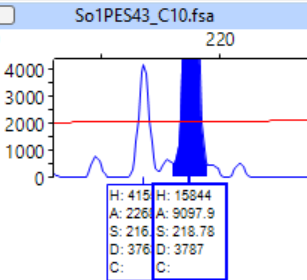 So1PES43_C10.fsa
220
4000
3000
2000
1000
0
H: 415
A: 226
S: 216.
D: 376
C:
H: 15844
A: 9097.9
S: 218.78
D: 3787
C: